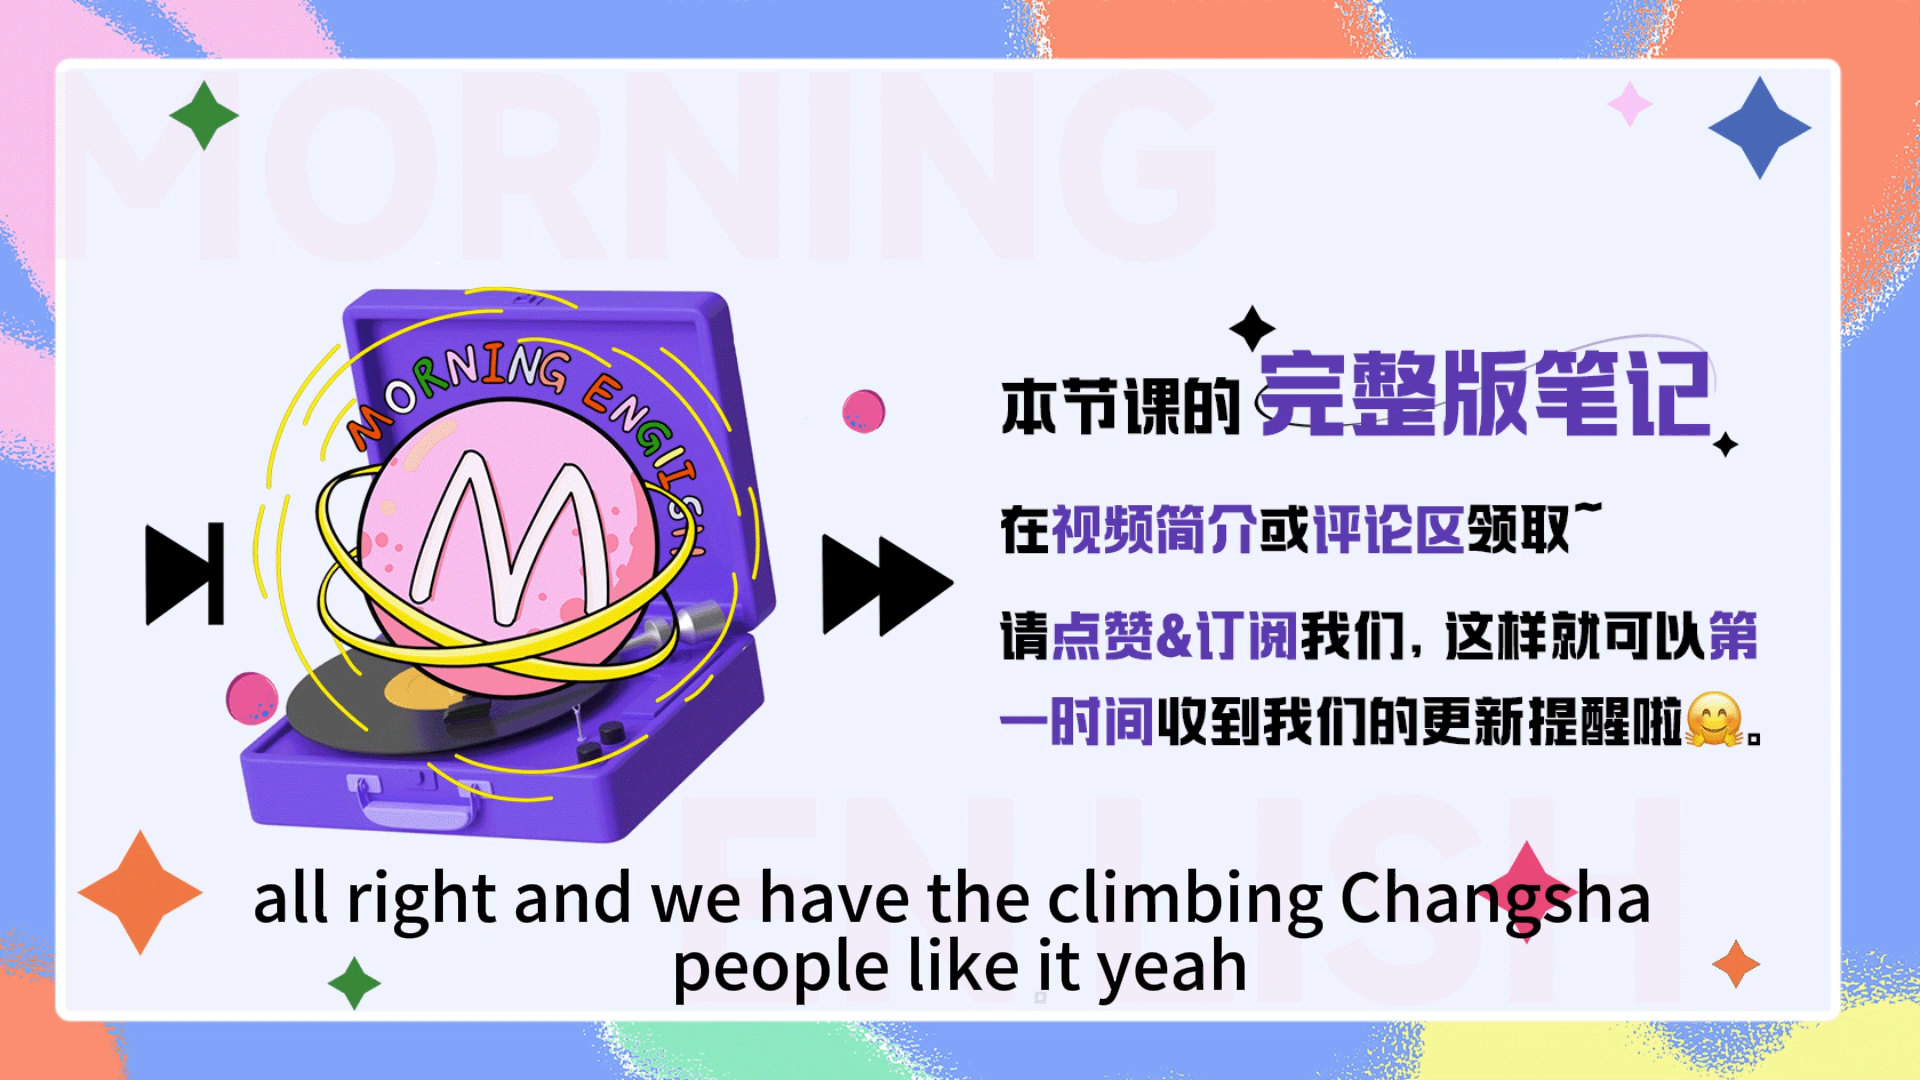 MORNING
MORNING ENGLISH
M
本节课的 完整版笔记
在视频简介或评论区领取~
请点赞&订阅我们，这样就可以第
一时间收到我们的更新提醒啦🤗。
EN LISH
all right and we have the climbing Changsha
people like it yeah